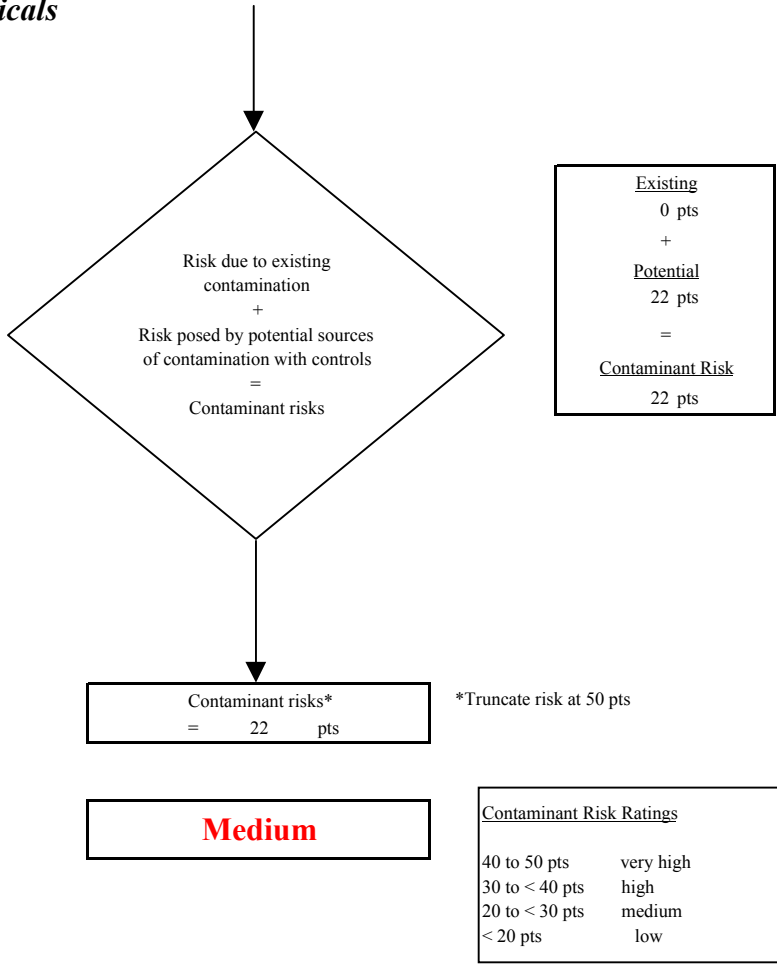 icals
Risk due to existing
contamination
+
Risk posed by potential sources
of contamination with controls
=
Contaminant risks
Existing
0 pts
+
Potential
22 pts
=
Contaminant Risk
22 pts
Contaminant risks*
= 22 pts
*Truncate risk at 50 pts
Medium
Contaminant Risk Ratings
40 to 50 pts very high
30 to < 40 pts high
20 to < 30 pts medium
< 20 pts low